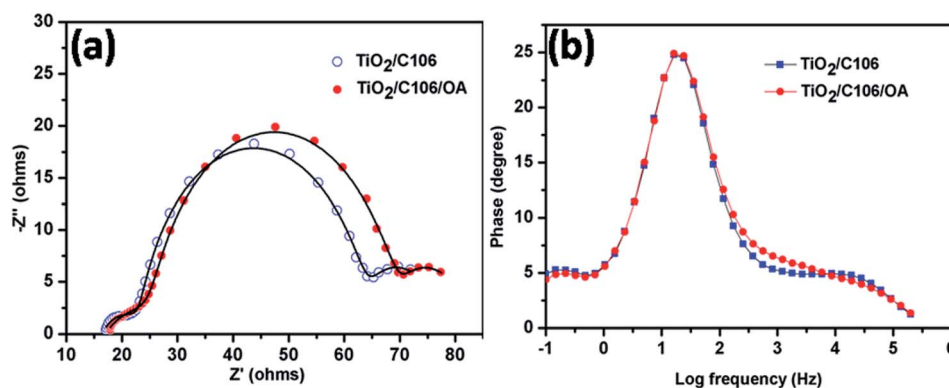 (a)
TiO2/C106
TiO2/C106/OA
-Z'' (ohms)
30
25
20
15
10
5
0
10 20 30 40 50 60 70 80
Z' (ohms)
(b)
TiO2/C106
TiO2/C106/OA
Phase (degree)
25
20
15
10
5
0
-1 0 1 2 3 4 5 6
Log frequency (Hz)